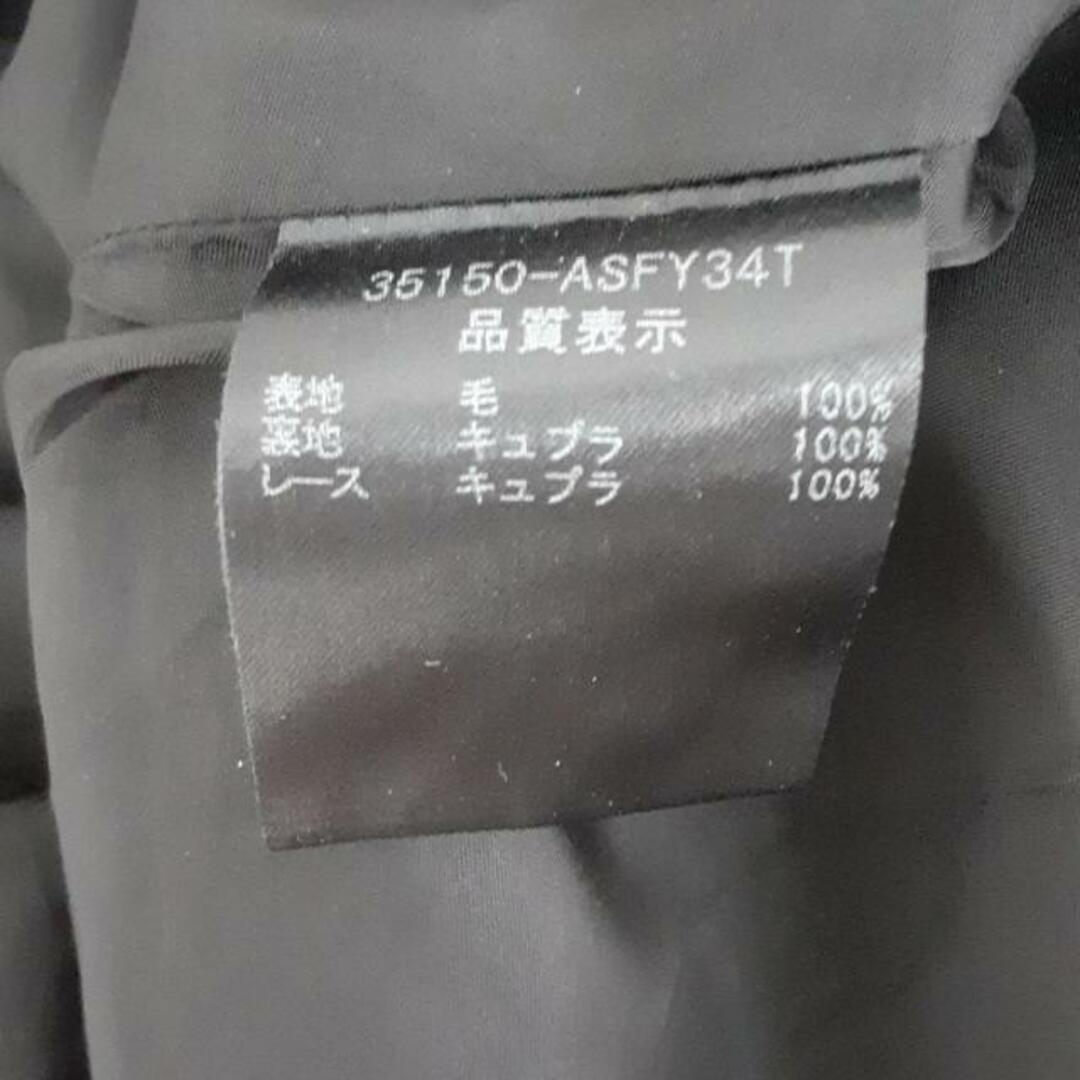 35150-ASFY34T
品質表示
表地 毛 100%
裏地 キュプラ 100%
レース キュプラ 100%